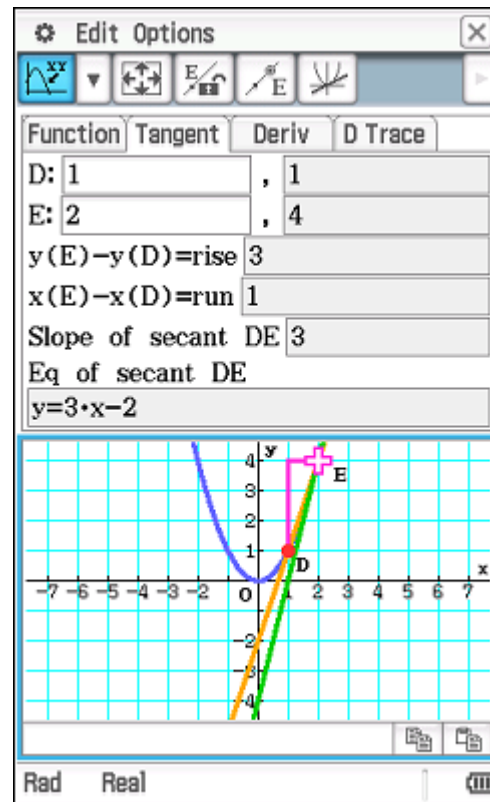 Edit Options
Function Tangent Deriv D Trace
D: 1 , 1
E: 2 , 4
y(E)-y(D)=rise 3
x(E)-x(D)=run 1
Slope of secant DE 3
Eq of secant DE
y=3·x-2
y
4
E
3
2
1
D
x
-7 -6 -5 -4 -3 -2 0 1 2 3 4 5 6 7
-2
-3
-4
Rad Real